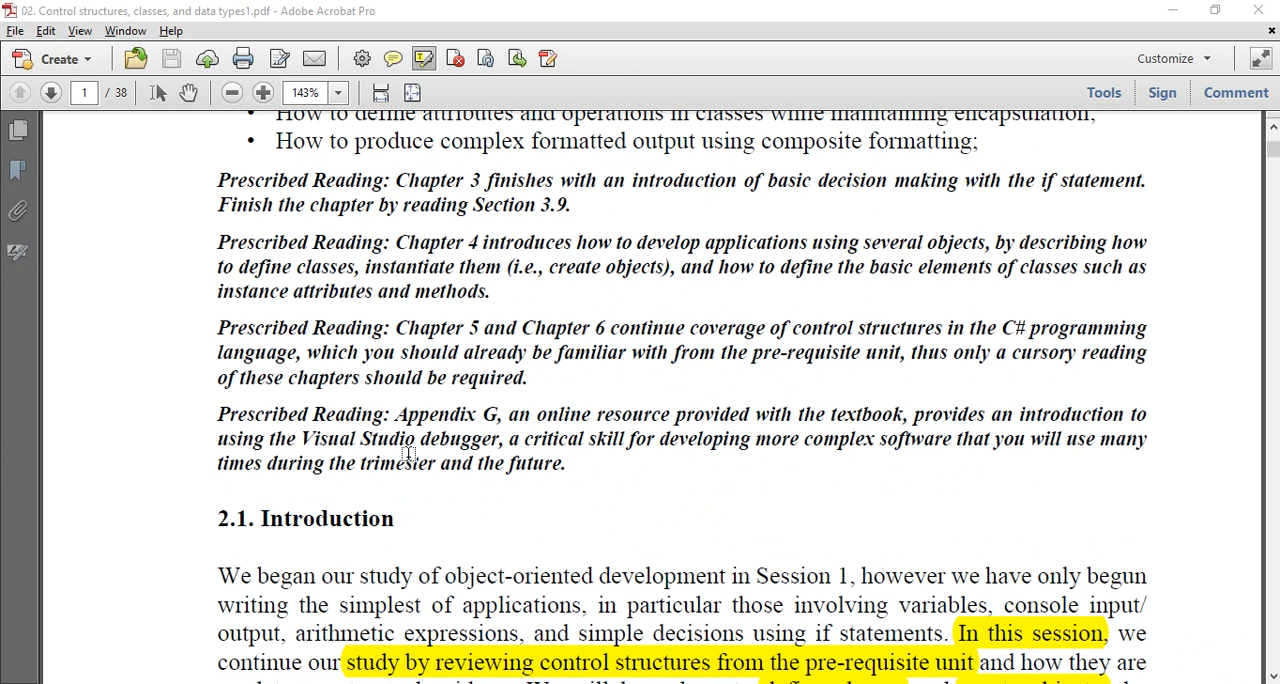 02. Control structures, classes, and data types1.pdf - Adobe Acrobat Pro
File Edit View Window Help
Create
Customize
1 / 38
143%
Tools Sign Comment
• How to define attributes and operations in classes while maintaining encapsulation;
• How to produce complex formatted output using composite formatting;
Prescribed Reading: Chapter 3 finishes with an introduction of basic decision making with the if statement.
Finish the chapter by reading Section 3.9.
Prescribed Reading: Chapter 4 introduces how to develop applications using several objects, by describing how
to define classes, instantiate them (i.e., create objects), and how to define the basic elements of classes such as
instance attributes and methods.
Prescribed Reading: Chapter 5 and Chapter 6 continue coverage of control structures in the C# programming
language, which you should already be familiar with from the pre-requisite unit, thus only a cursory reading
of these chapters should be required.
Prescribed Reading: Appendix G, an online resource provided with the textbook, provides an introduction to
using the Visual Studio debugger, a critical skill for developing more complex software that you will use many
times during the trimester and the future.
2.1. Introduction
We began our study of object-oriented development in Session 1, however we have only begun
writing the simplest of applications, in particular those involving variables, console input/
output, arithmetic expressions, and simple decisions using if statements. In this session, we
continue our study by reviewing control structures from the pre-requisite unit and how they are